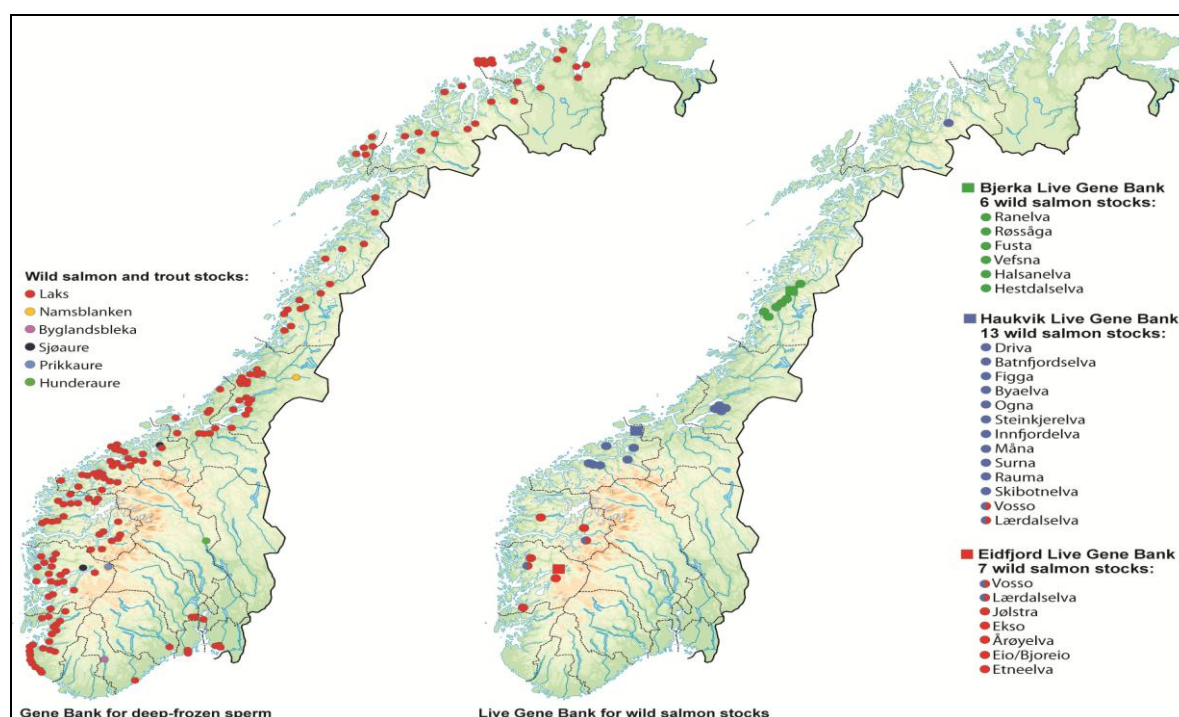 Wild salmon and trout stocks:
Laks
Namsblanken
Byglandsbleka
Sjøaure
Prikkaure
Hunderaure
Gene Bank for deep-frozen sperm
Bjerka Live Gene Bank
6 wild salmon stocks:
Ranelva
Røssåga
Fusta
Vefsna
Halsanelva
Hestdalselva
Haukvik Live Gene Bank
13 wild salmon stocks:
Driva
Batnfjordselva
Figga
Byaelva
Ogna
Steinkjerelva
Innfjordelva
Måna
Surna
Rauma
Skibotnelva
Vosso
Lærdalselva
Eidfjord Live Gene Bank
7 wild salmon stocks:
Vosso
Lærdalselva
Jølstra
Ekso
Årøyelva
Eio/Bjoreio
Etneelva
Live Gene Bank for wild salmon stocks